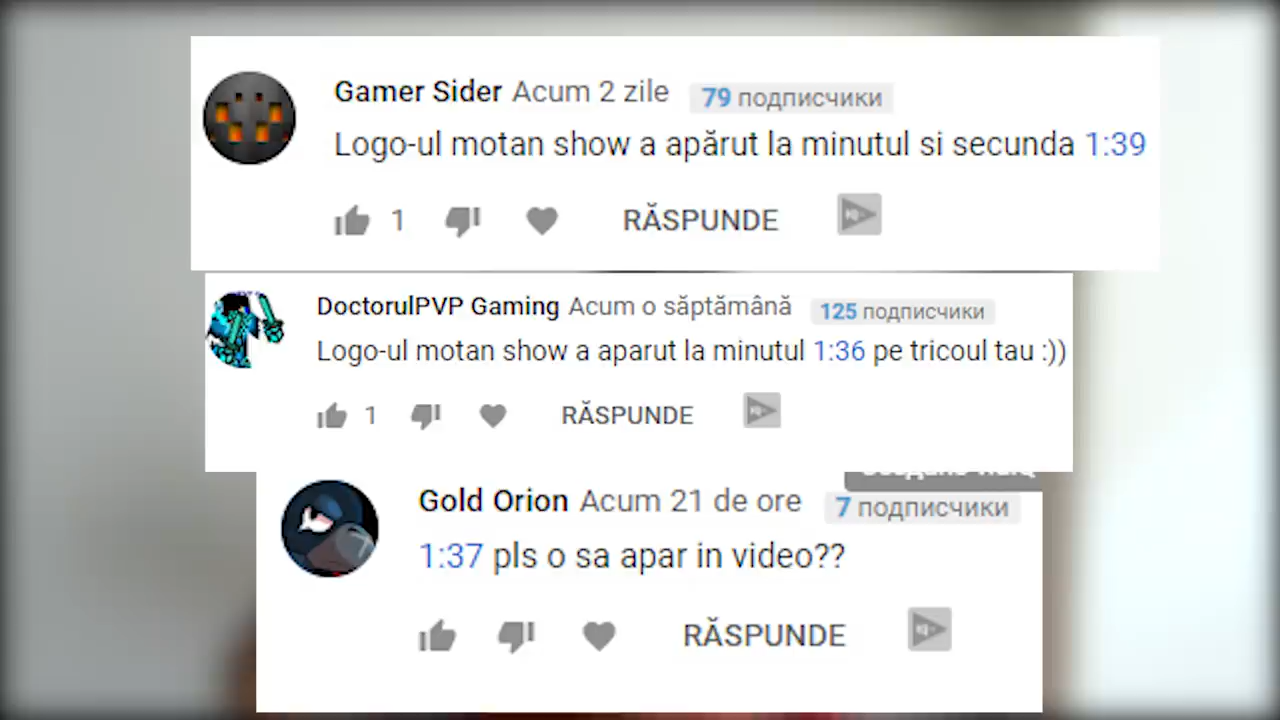 Gamer Sider Acum 2 zile 79 подписчики
Logo-ul motan show a apărut la minutul si secunda 1:39
1 RĂSPUNDE
DoctorulPVP Gaming Acum o săptămână 125 подписчики
Logo-ul motan show a aparut la minutul 1:36 pe tricoul tau :))
1 RĂSPUNDE
Gold Orion Acum 21 de ore 7 подписчики
1:37 pls o sa apar in video??
RĂSPUNDE